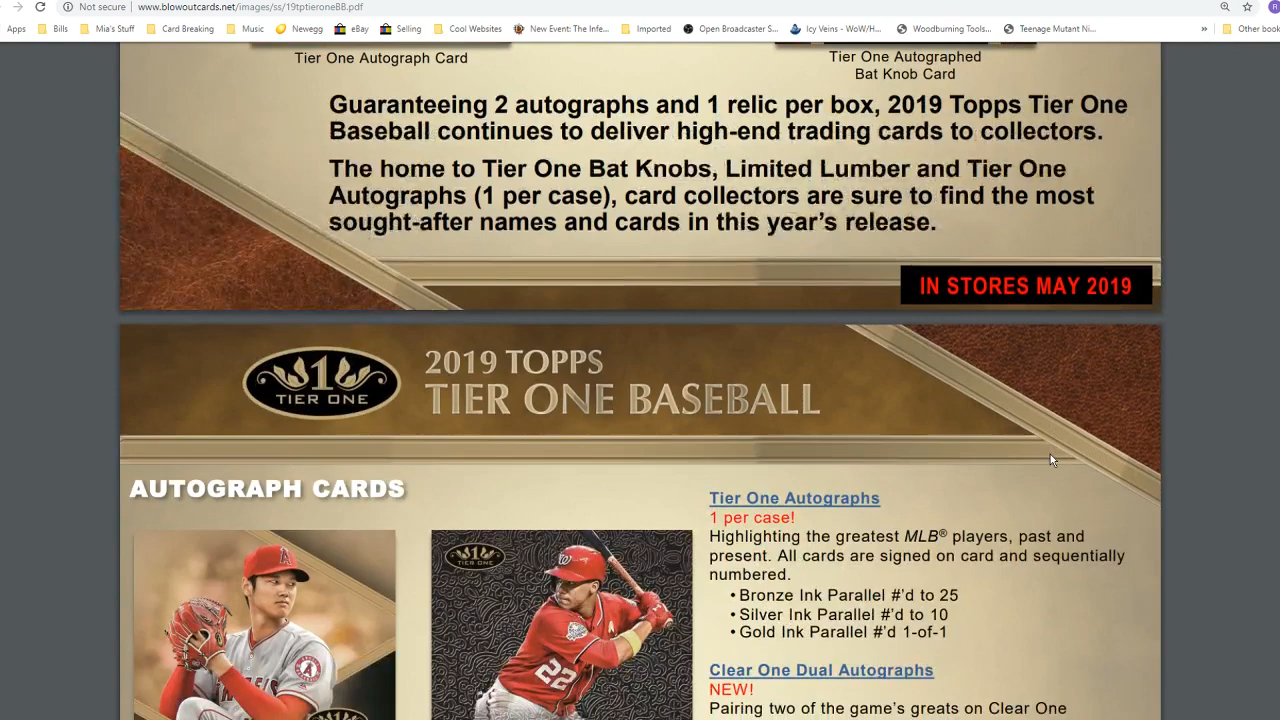 Not secure | www.blowoutcards.net/images/ss/19tptieroneBB.pdf
Apps Bills Mia's Stuff Card Breaking Music Newegg eBay Selling Cool Websites New Event: The Infe... Imported Open Broadcaster S... Icy Veins - WoW/H... Woodburning Tools... Teenage Mutant Ni... » Other book
Tier One Autograph Card
Tier One Autographed
Bat Knob Card
Guaranteeing 2 autographs and 1 relic per box, 2019 Topps Tier One
Baseball continues to deliver high-end trading cards to collectors.
The home to Tier One Bat Knobs, Limited Lumber and Tier One
Autographs (1 per case), card collectors are sure to find the most
sought-after names and cards in this year's release.
IN STORES MAY 2019
1
TIER ONE
2019 TOPPS
TIER ONE BASEBALL
AUTOGRAPH CARDS
TIER ONE
22
Tier One Autographs
1 per case!
Highlighting the greatest MLB® players, past and
present. All cards are signed on card and sequentially
numbered.
•Bronze Ink Parallel #'d to 25
•Silver Ink Parallel #'d to 10
•Gold Ink Parallel #'d 1-of-1
Clear One Dual Autographs
NEW!
Pairing two of the game's greats on Clear One